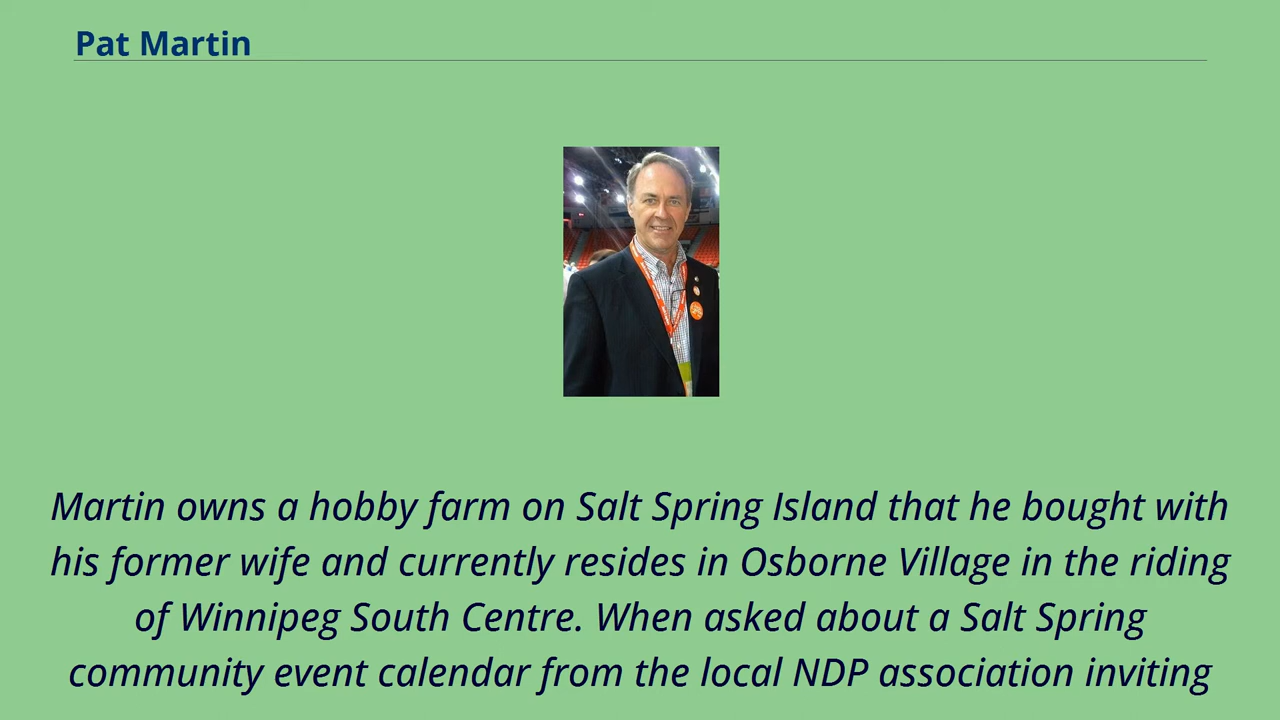 Pat Martin
Martin owns a hobby farm on Salt Spring Island that he bought with
his former wife and currently resides in Osborne Village in the riding
of Winnipeg South Centre. When asked about a Salt Spring
community event calendar from the local NDP association inviting